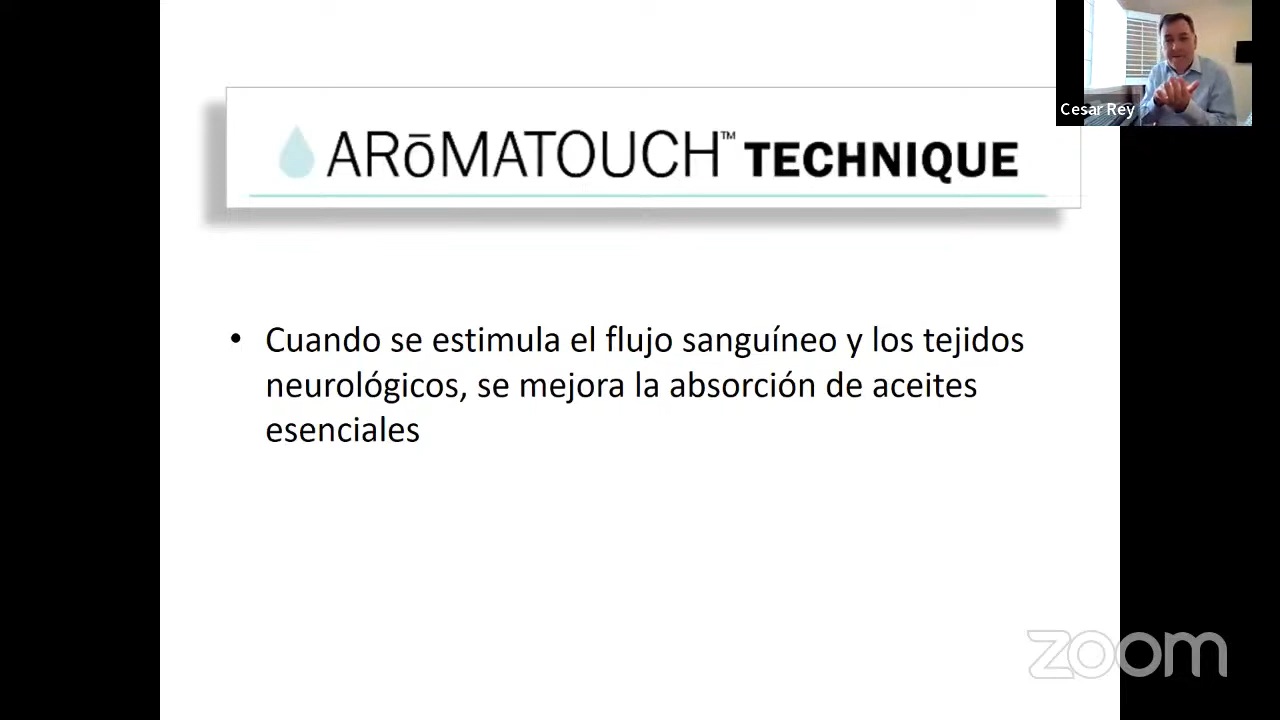 Cesar Rey
ARōMATOUCH™ TECHNIQUE
• Cuando se estimula el flujo sanguíneo y los tejidos
neurológicos, se mejora la absorción de aceites
esenciales
zoom